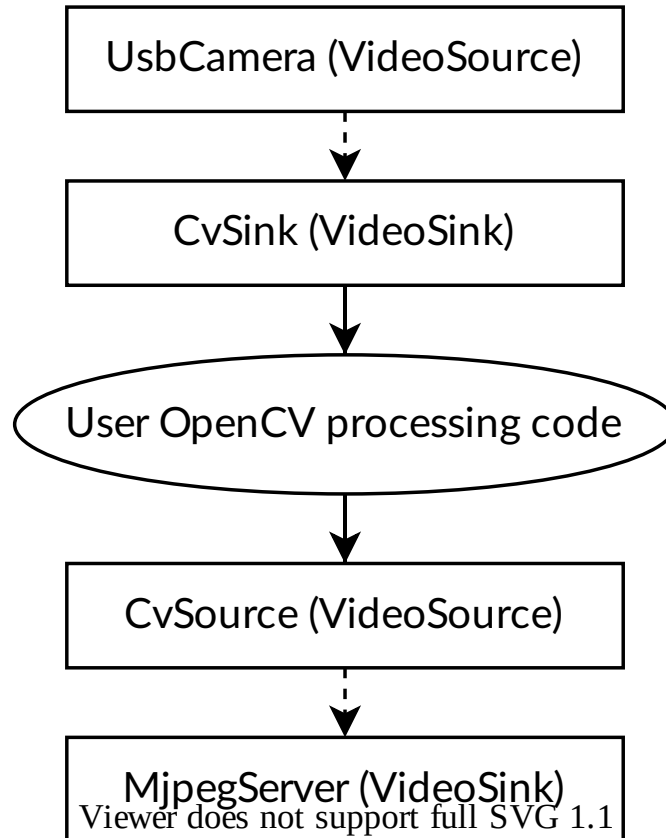 UsbCamera (VideoSource)
CvSink (VideoSink)
User OpenCV processing code
CvSource (VideoSource)
MjpegServer (VideoSink)
Viewer does not support full SVG 1.1